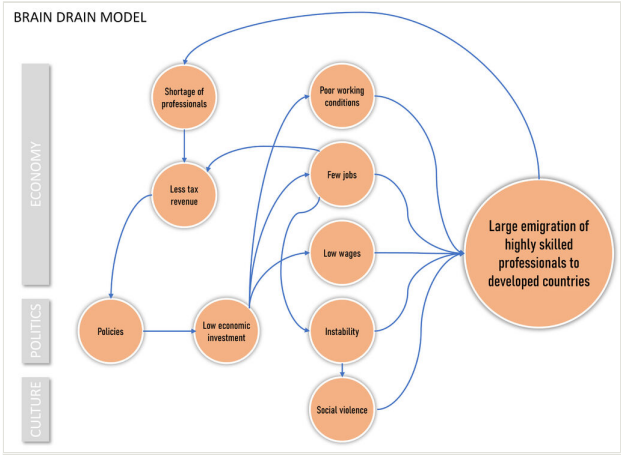 BRAIN DRAIN MODEL
ECONOMY
Shortage of
professionals
Poor working
conditions
Less tax
revenue
Few jobs
Low wages
Large emigration of
highly skilled
professionals to
developed countries
POLITICS
Policies
Low economic
investment
Instability
CULTURE
Social violence